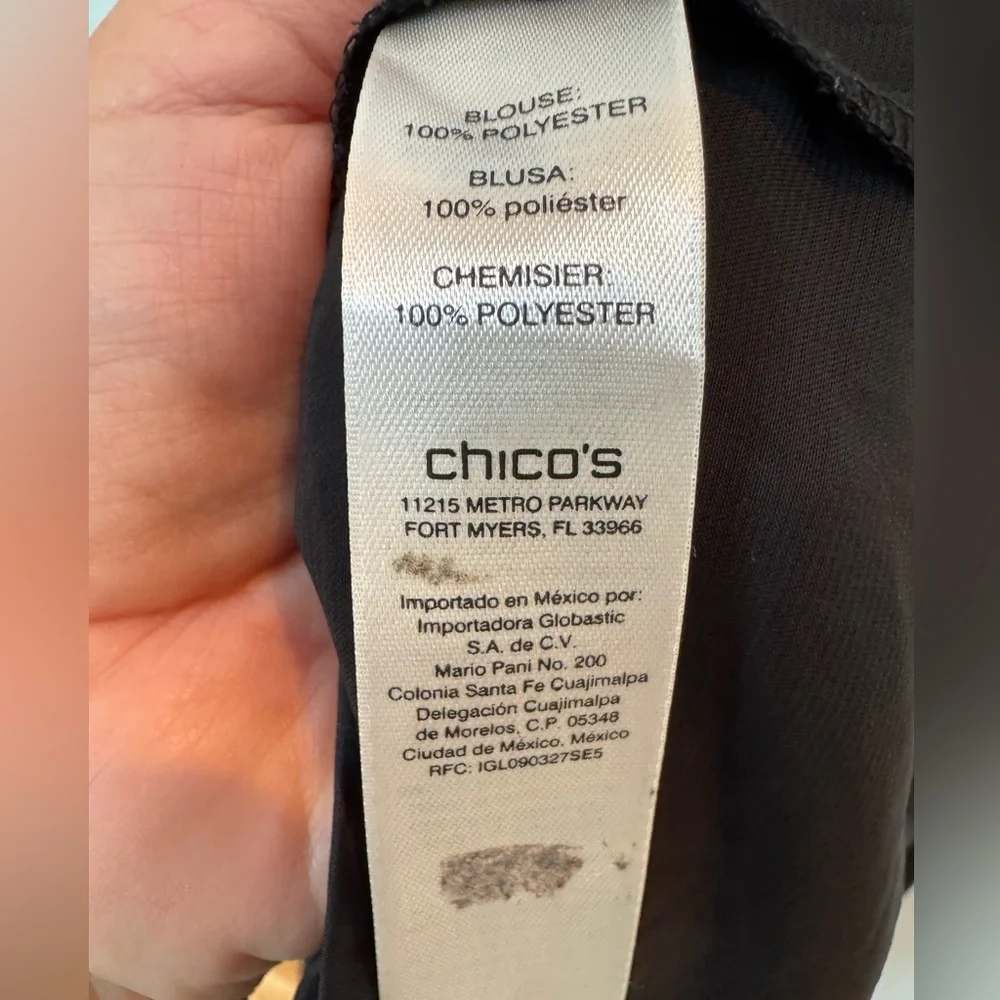 BLOUSE:
100% POLYESTER
BLUSA:
100% poliéster
CHEMISIER:
100% POLYESTER
chico's
11215 METRO PARKWAY
FORT MYERS, FL 33966
Importado en México por:
Importadora Globastic
S.A. de C.V.
Mario Pani No. 200
Colonia Santa Fe Cuajimalpa
Delegación Cuajimalpa
de Morelos, C.P. 05348
Ciudad de México, México
RFC: IGL090327SE5